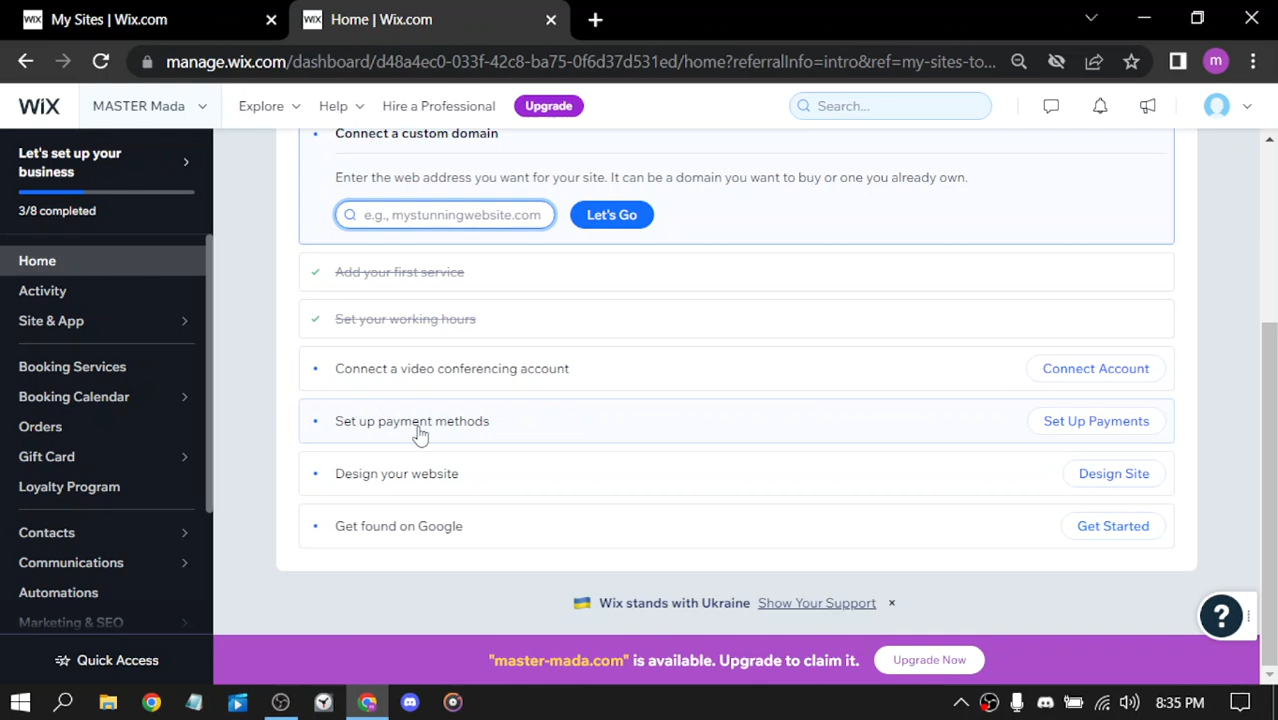 My Sites | Wix.com
Home | Wix.com
manage.wix.com/dashboard/d48a4ec0-033f-42c8-ba75-0f6d37d531ed/home?referralInfo=intro&ref=my-sites-to...
m
WIX
MASTER Mada
Explore
Help
Hire a Professional
Upgrade
Search...
Let's set up your
business
3/8 completed
Home
Activity
Site & App
Booking Services
Booking Calendar
Orders
Gift Card
Loyalty Program
Contacts
Communications
Automations
Marketing & SEO
Quick Access
Connect a custom domain
Enter the web address you want for your site. It can be a domain you want to buy or one you already own.
e.g., mystunningwebsite.com
Let's Go
Add your first service
Set your working hours
Connect a video conferencing account
Connect Account
Set up payment methods
Set Up Payments
Design your website
Design Site
Get found on Google
Get Started
Wix stands with Ukraine Show Your Support
?
"master-mada.com" is available. Upgrade to claim it.
Upgrade Now
8:35 PM